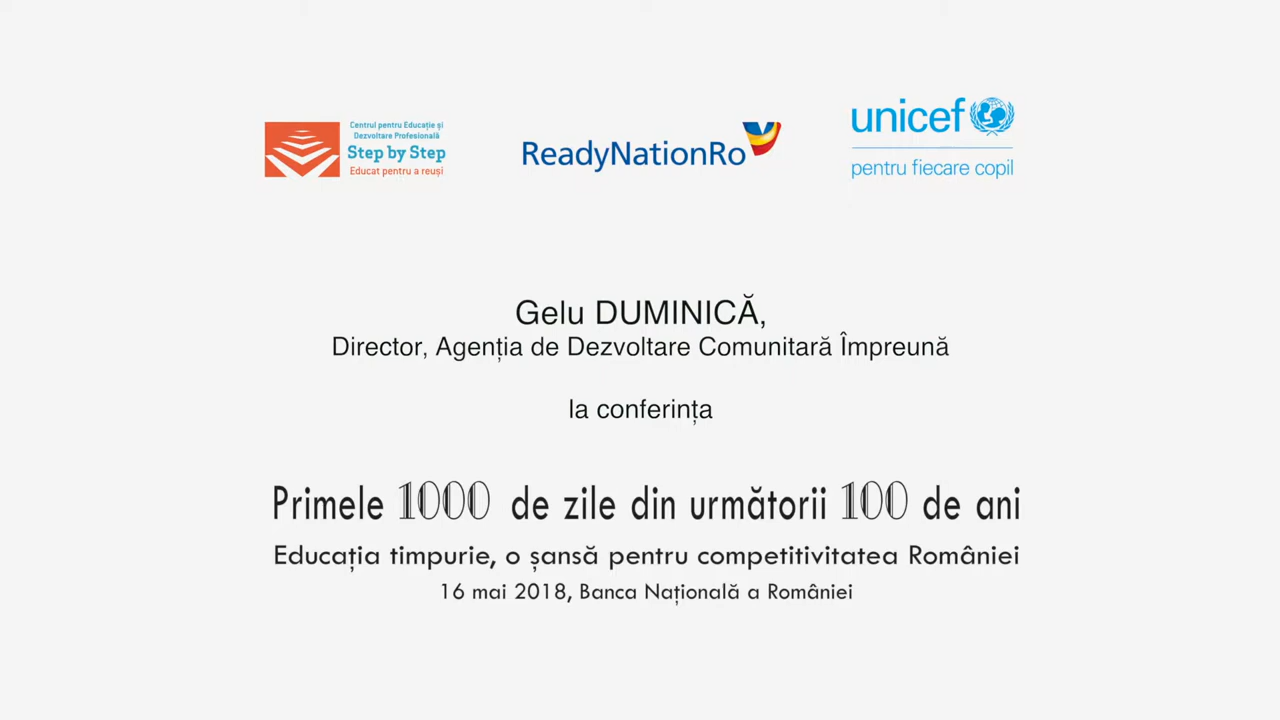 Centrul pentru Educație și
Dezvoltare Profesională
Step by Step
Educat pentru a reuși
ReadyNationRo
unicef
pentru fiecare copil
Gelu DUMINICĂ,
Director, Agenția de Dezvoltare Comunitară Împreună
la conferința
Primele 1000 de zile din următorii 100 de ani
Educația timpurie, o șansă pentru competitivitatea României
16 mai 2018, Banca Națională a României